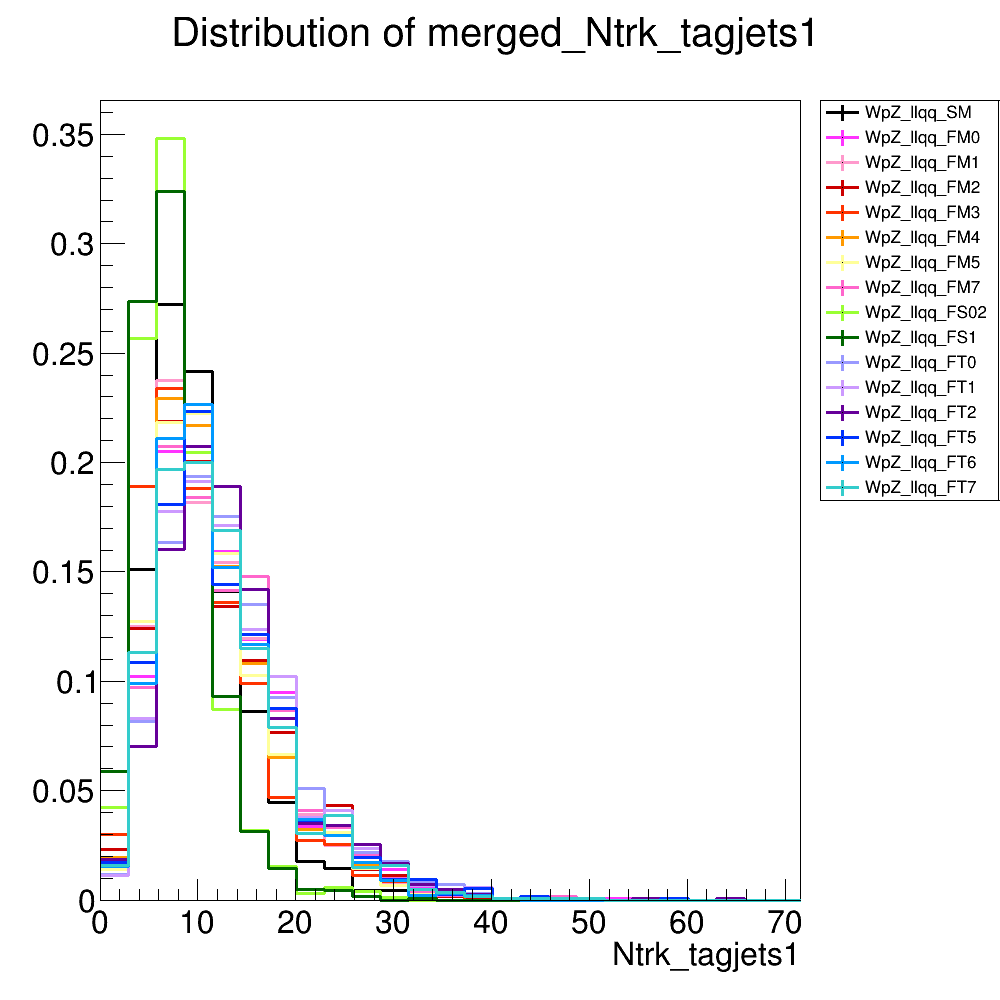 Distribution of merged_Ntrk_tagjets1
WpZ_llqq_SM
WpZ_llqq_FM0
WpZ_llqq_FM1
WpZ_llqq_FM2
WpZ_llqq_FM3
WpZ_llqq_FM4
WpZ_llqq_FM5
WpZ_llqq_FM7
WpZ_llqq_FS02
WpZ_llqq_FS1
WpZ_llqq_FT0
WpZ_llqq_FT1
WpZ_llqq_FT2
WpZ_llqq_FT5
WpZ_llqq_FT6
WpZ_llqq_FT7
0.35
0.3
0.25
0.2
0.15
0.1
0.05
0
0 10 20 30 40 50 60 70
Ntrk_tagjets1